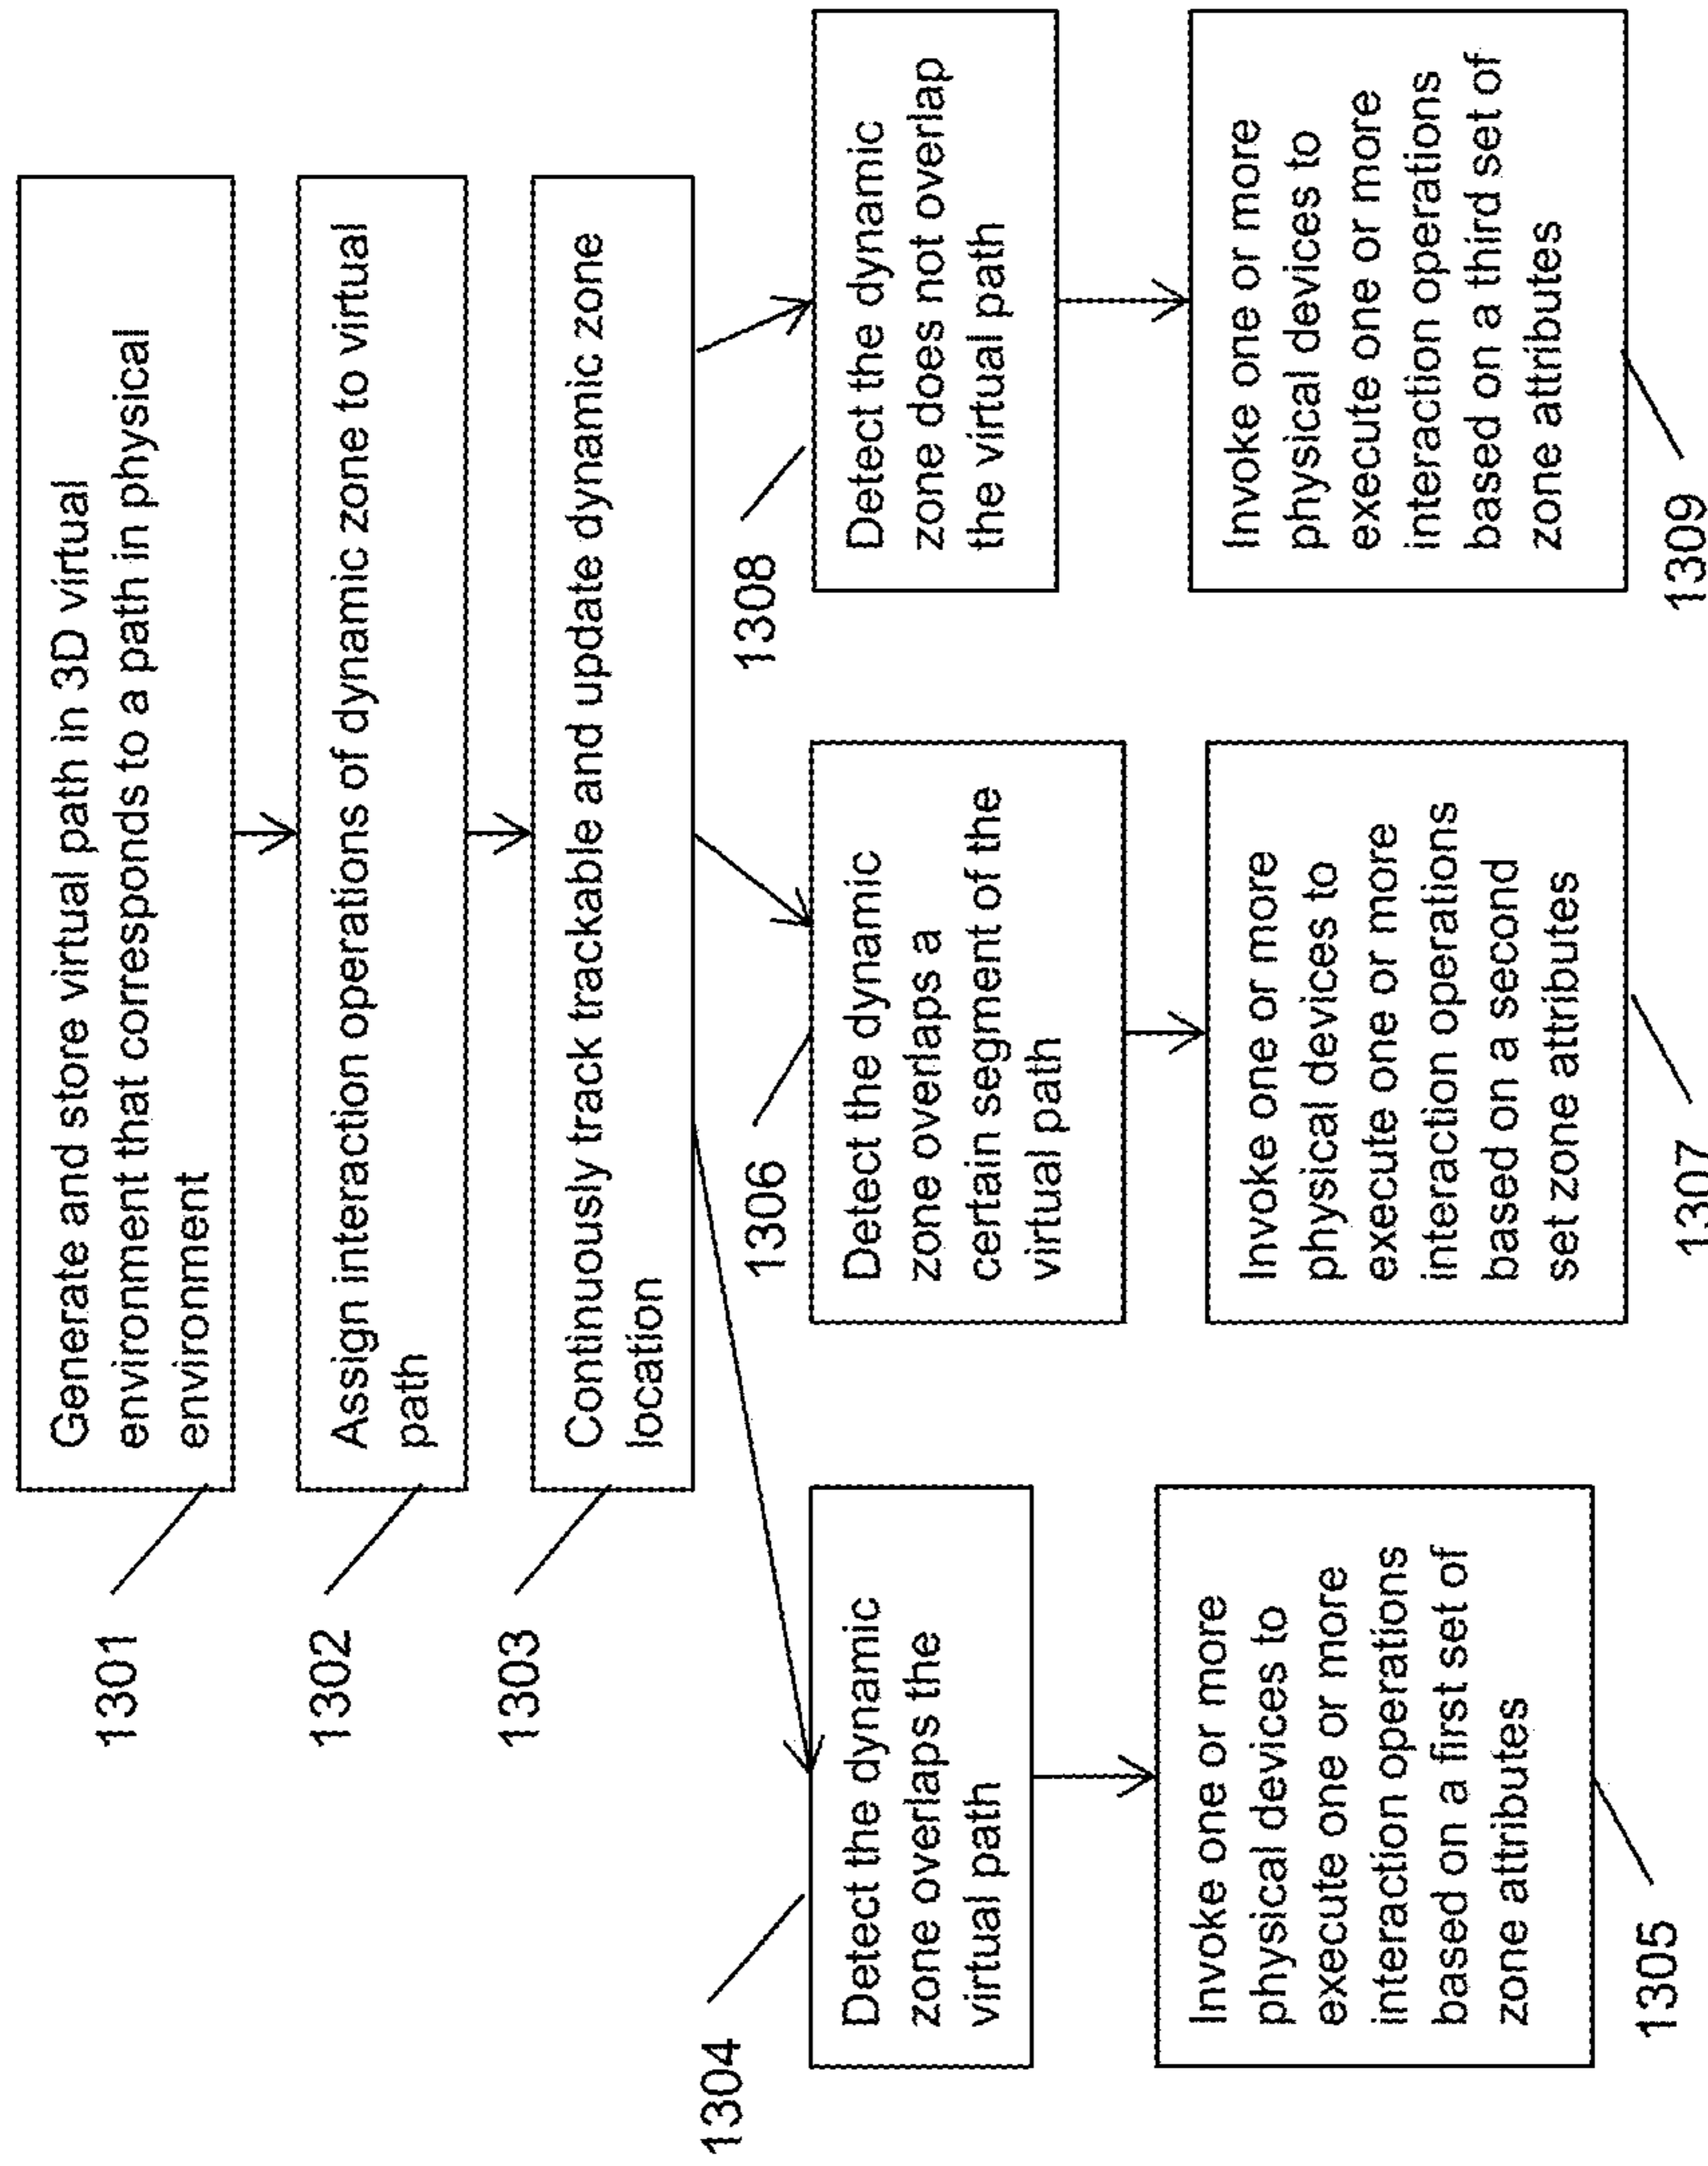 1301
Generate and store virtual path in 3D virtual
environment that corresponds to a path in physical
environment
1302
Assign interaction operations of dynamic zone to virtual
path
1303
Continuously track trackable and update dynamic zone
location
1304
Detect the dynamic
zone overlaps the
virtual path
1306
Detect the dynamic
zone overlaps a
certain segment of the
virtual path
1308
Detect the dynamic
zone does not overlap
the virtual path
Invoke one or more
physical devices to
execute one or more
interaction operations
based on a first set of
zone attributes
1305
Invoke one or more
physical devices to
execute one or more
interaction operations
based on a second
set zone attributes
1307
Invoke one or more
physical devices to
execute one or more
interaction operations
based on a third set of
zone attributes
1309